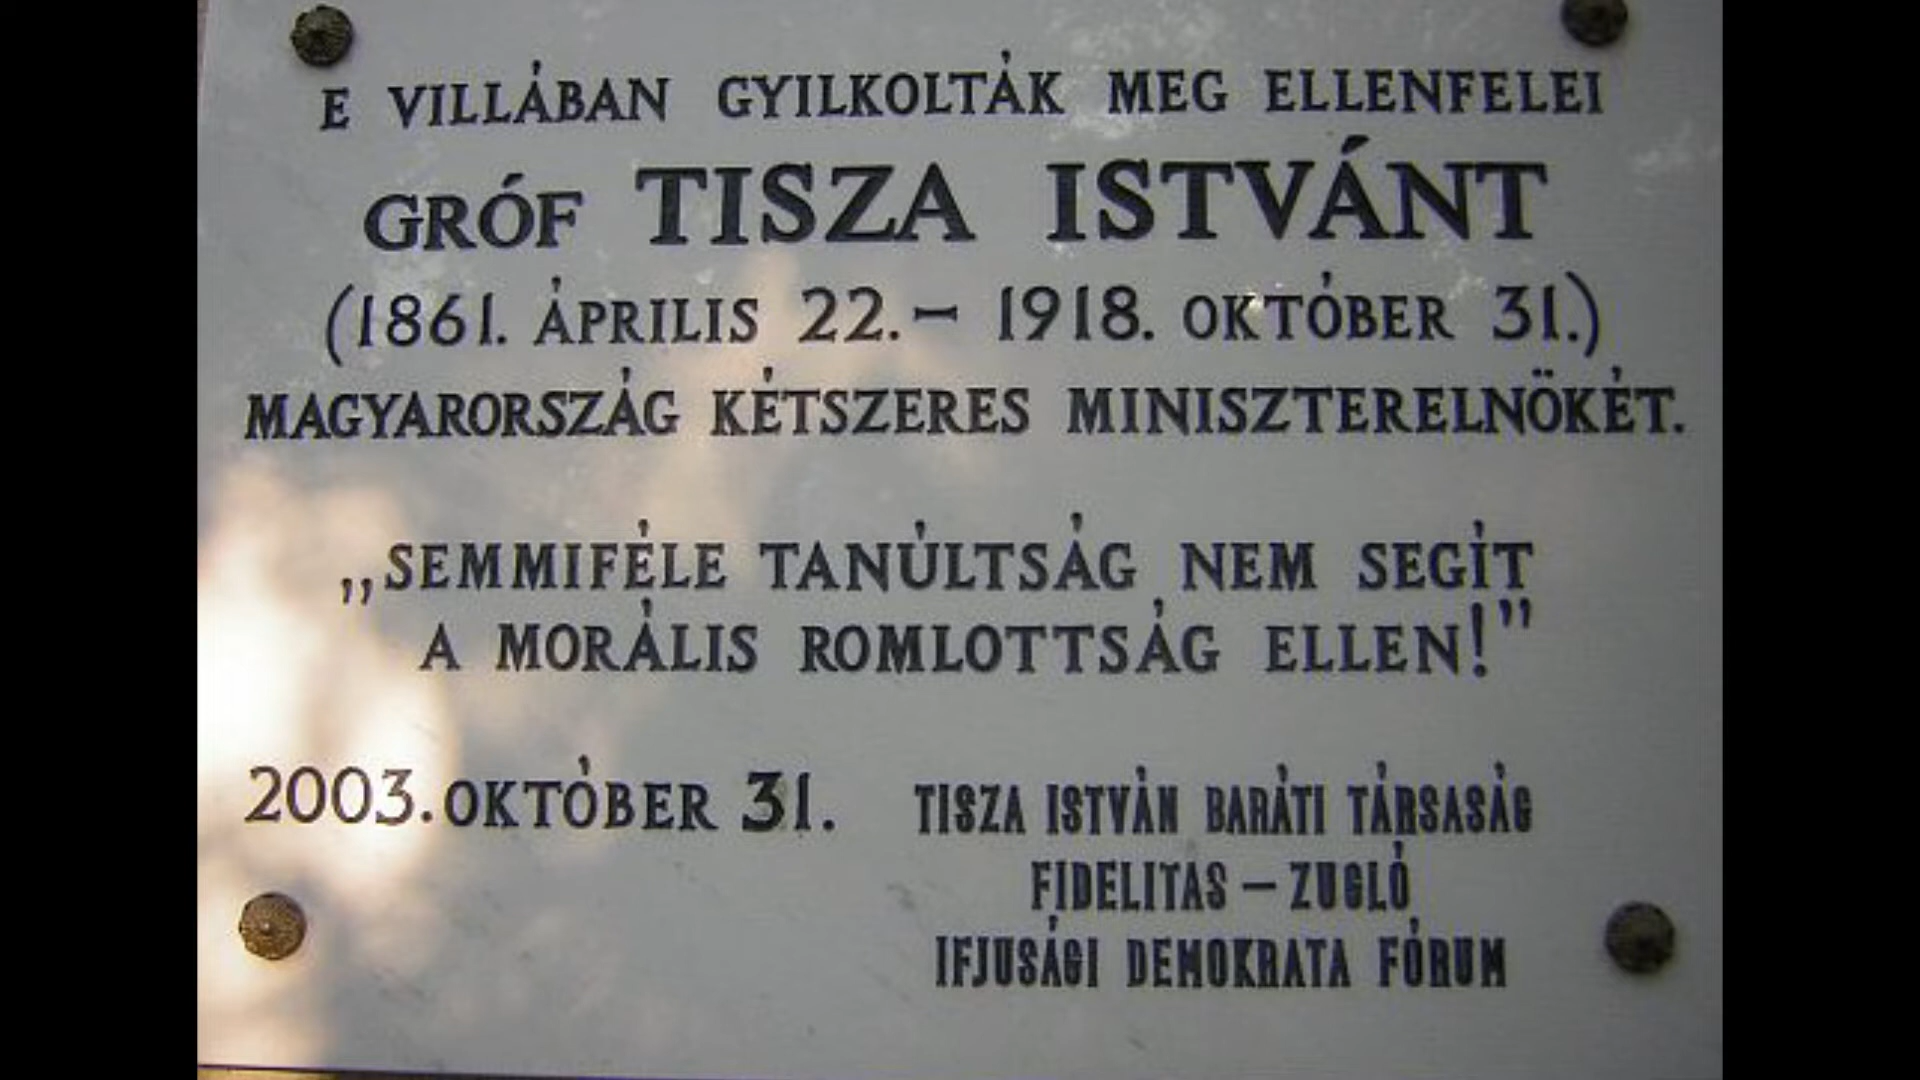 E VILLÁBAN GYILKOLTÁK MEG ELLENFELEI
GRÓF TISZA ISTVÁNT
(1861. ÁPRILIS 22. – 1918. OKTÓBER 31.)
MAGYARORSZÁG KÉTSZERES MINISZTERELNÖKÉT.
„SEMMIFÉLE TANÚLTSÁG NEM SEGÍT
A MORÁLIS ROMLOTTSÁG ELLEN!”
2003. OKTÓBER 31. TISZA ISTVÁN BARÁTI TÁRSASÁG
FIDELITAS – ZUGLÓ
IFJUSÁGI DEMOKRATA FÓRUM